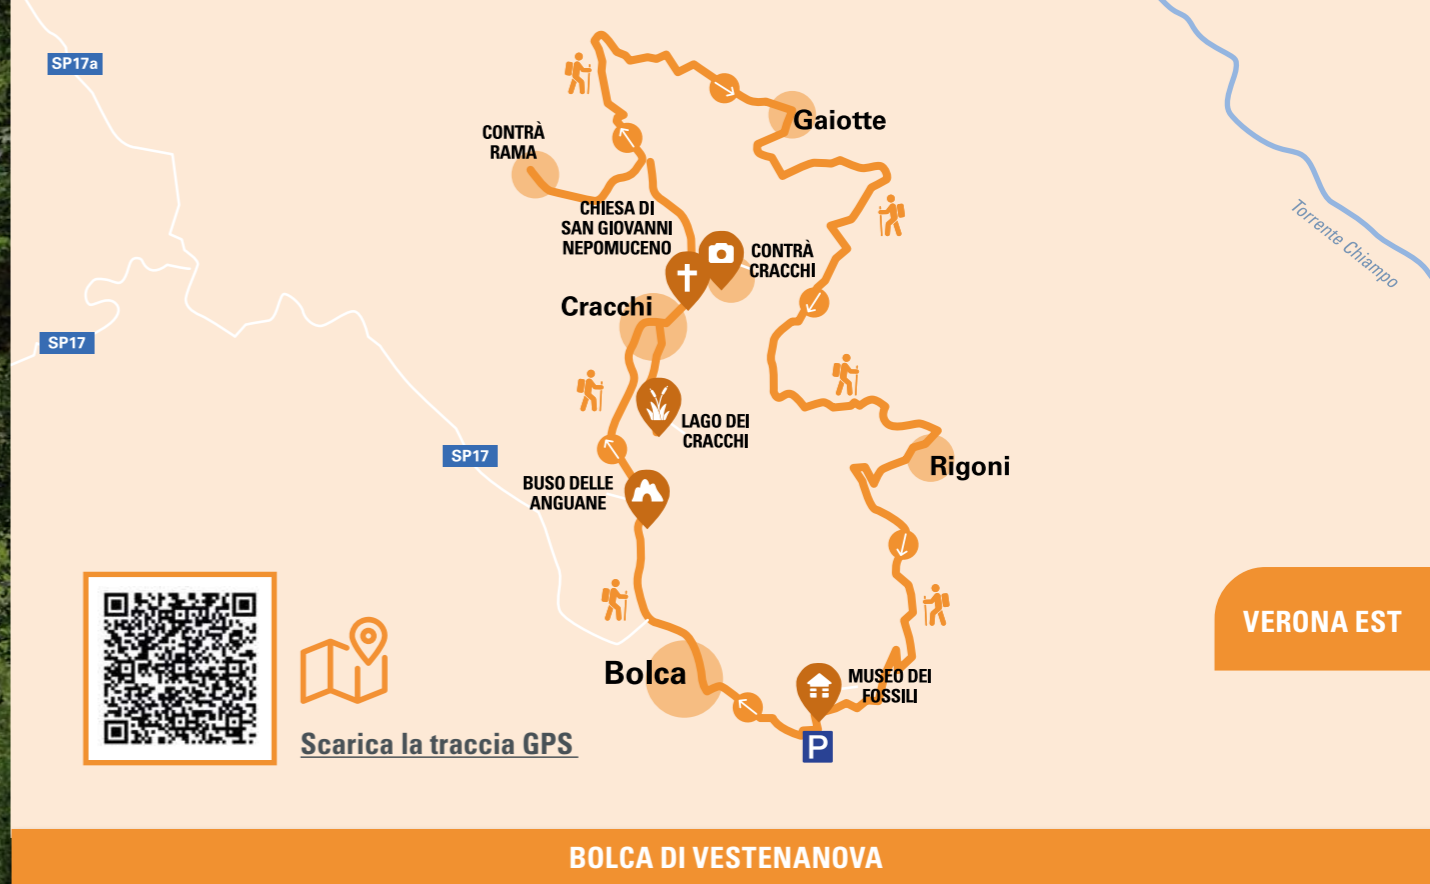 SP17a
CONTRÀ
RAMA
Gaiotte
CHIESA DI
SAN GIOVANNI
NEPOMUCENO
CONTRÀ
CRACCHI
Torrente Chiampo
Cracchi
SP17
LAGO DEI
CRACCHI
SP17
Rigoni
BUSO DELLE
ANGUANE
VERONA EST
Bolca
MUSEO DEI
FOSSILI
P
Scarica la traccia GPS
BOLCA DI VESTENANOVA